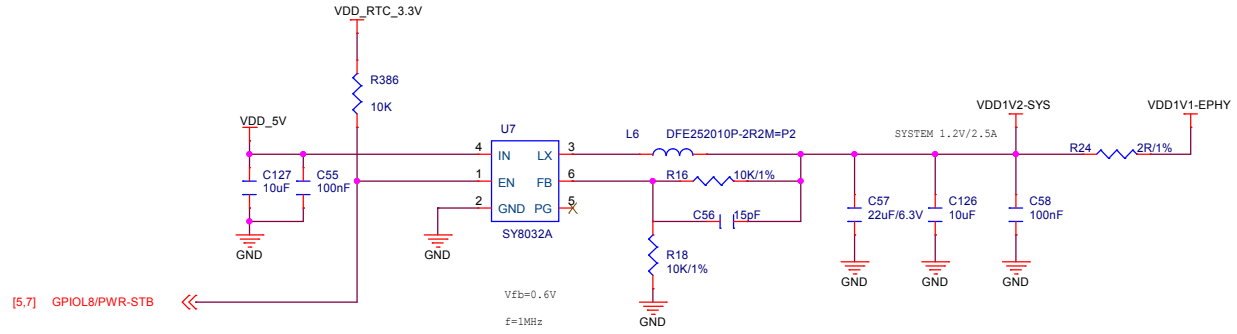 VDD_RTC_3.3V
R386
10K
VDD_5V
C127
10uF
C55
100nF
U7
4
IN
LX
3
1
EN
FB
6
2
GND
PG
5
SY8032A
GND
GND
L6
DFE252010P-2R2M=P2
R16
10K/1%
C56
15pF
R18
10K/1%
GND
SYSTEM 1.2V/2.5A
VDD1V2-SYS
VDD1V1-EPHY
R24
2R/1%
C57
22uF/6.3V
C126
10uF
C58
100nF
GND
GND
GND
[5,7] GPIOL8/PWR-STB
Vfb=0.6V
f=1MHz